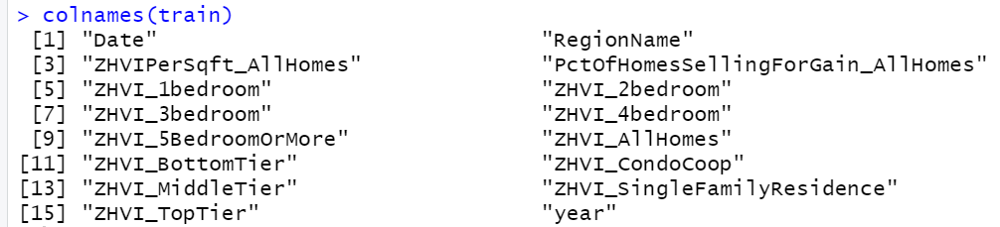 > colnames(train)
[1] "Date" "RegionName"
[3] "ZHVIPerSqft_AllHomes" "PctOfHomesSellingForGain_AllHomes"
[5] "ZHVI_1bedroom" "ZHVI_2bedroom"
[7] "ZHVI_3bedroom" "ZHVI_4bedroom"
[9] "ZHVI_5BedroomOrMore" "ZHVI_AllHomes"
[11] "ZHVI_BottomTier" "ZHVI_CondoCoop"
[13] "ZHVI_MiddleTier" "ZHVI_SingleFamilyResidence"
[15] "ZHVI_TopTier" "year"